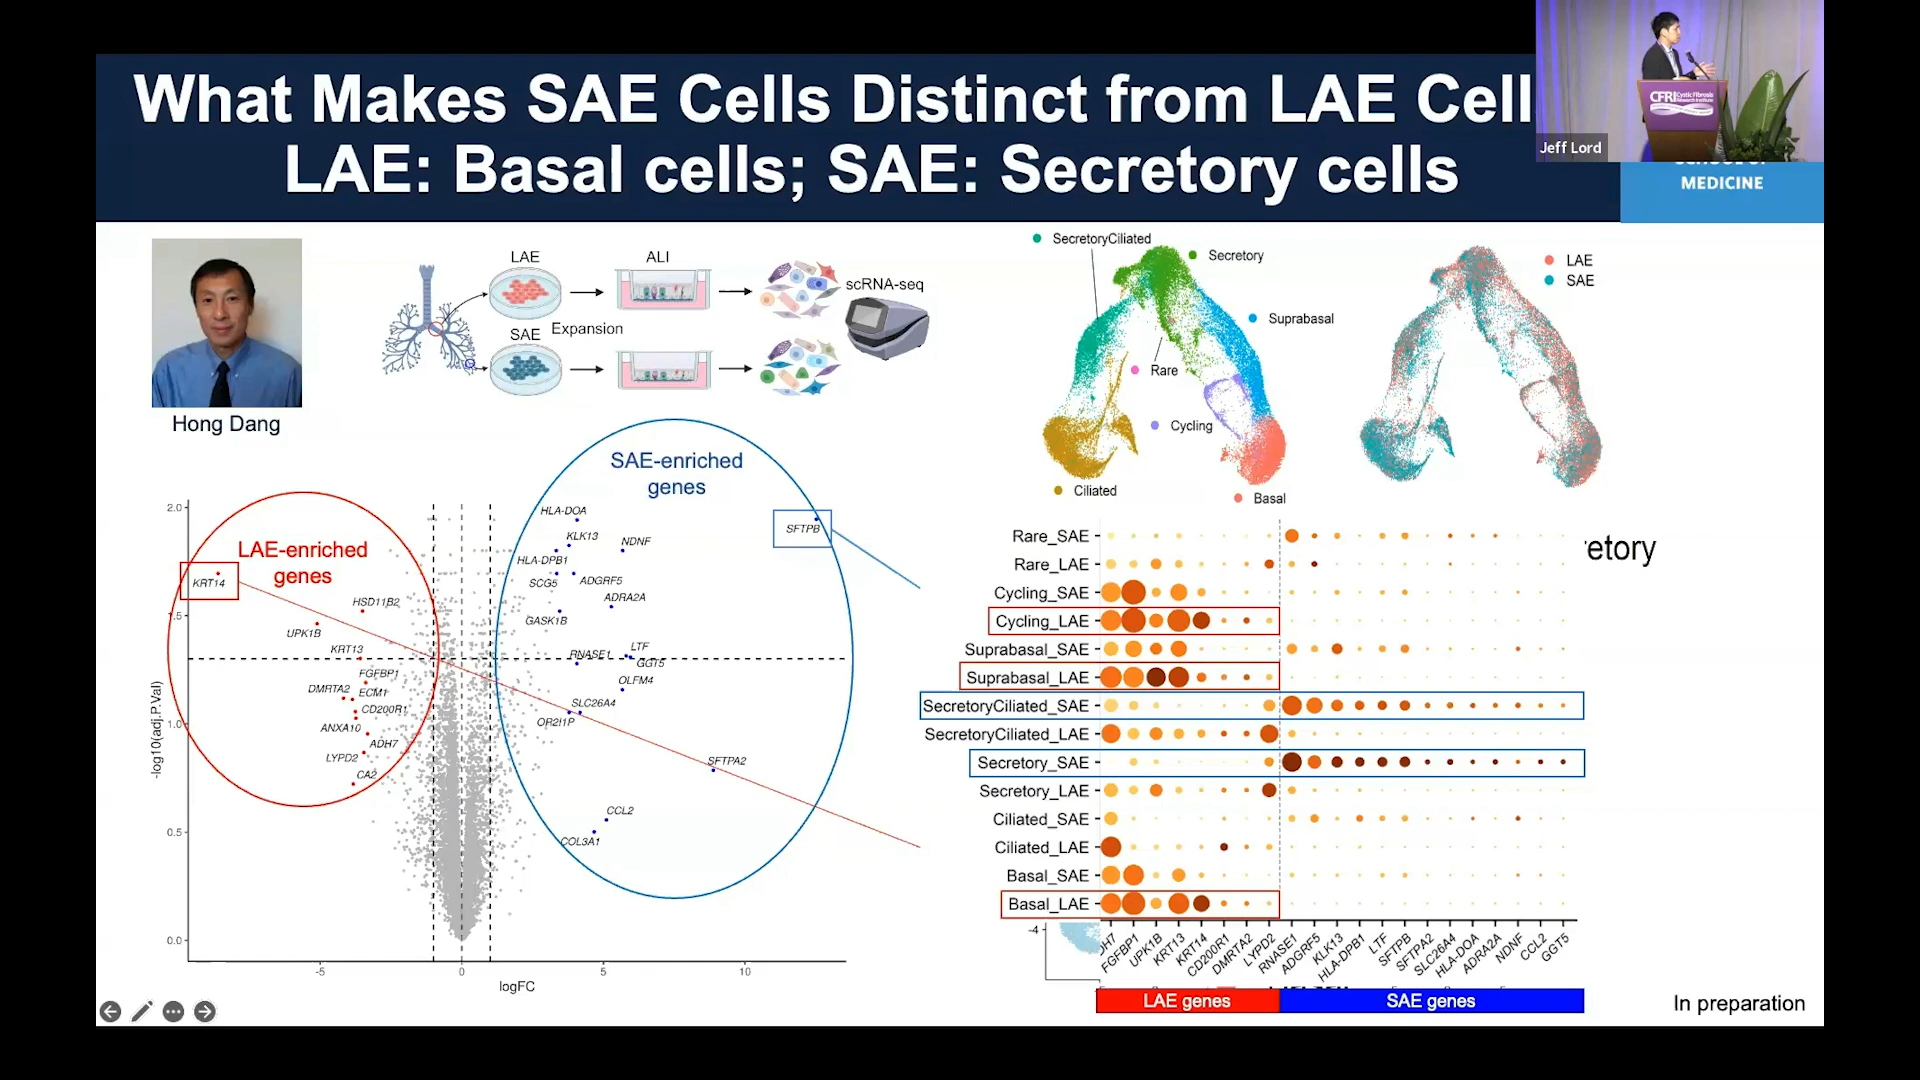 What Makes SAE Cells Distinct from LAE Cell
LAE: Basal cells; SAE: Secretory cells
CFRI Cystic Fibrosis
Jeff Lord
MEDICINE
Hong Dang
LAE
ALI
scRNA-seq
SAE
Expansion
SecretoryCiliated
Secretory
Suprabasal
Rare
Cycling
Ciliated
Basal
LAE
SAE
SAE-enriched
genes
LAE-enriched
genes
KRT14
HSD11B2
UPK1B
KRT13
FGFBP1
DMRTA2
ECM1
CD200R1
ANXA10
ADH7
LYPD2
CA2
HLA-DOA
KLK13
NDNF
HLA-DPB1
SCG5
ADGRF5
ADRA2A
GASK1B
RNASE1
LTF
GGT5
OLFM4
SLC26A4
OR2I1P
SFTPA2
CCL2
COL3A1
SFTPB
2.0
1.5
1.0
0.5
0.0
-log10(adj.P.Val)
-5
0
5
10
logFC
Rare_SAE
Rare_LAE
Cycling_SAE
Cycling_LAE
Suprabasal_SAE
Suprabasal_LAE
SecretoryCiliated_SAE
SecretoryCiliated_LAE
Secretory_SAE
Secretory_LAE
Ciliated_SAE
Ciliated_LAE
Basal_SAE
Basal_LAE
etory
-4
DH7
FGFBP1
UPK1B
KRT13
KRT14
CD200R1
DMRTA2
LYPD2
RNASE1
ADGRF5
KLK13
HLA-DPB1
LTF
SFTPB
SFTPA2
SLC26A4
HLA-DOA
ADRA2A
NDNF
CCL2
GGT5
LAE genes
SAE genes
In preparation